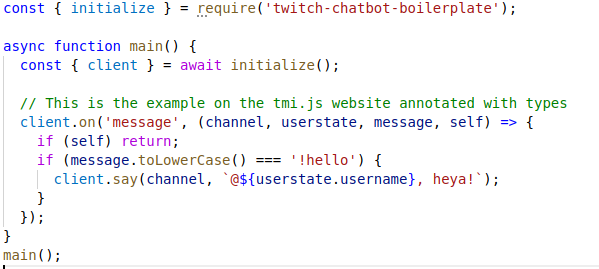 const { initialize } = require('twitch-chatbot-boilerplate');
async function main() {
const { client } = await initialize();
// This is the example on the tmi.js website annotated with types
client.on('message', (channel, userstate, message, self) => {
if (self) return;
if (message.toLowerCase() === '!hello') {
client.say(channel, `@${userstate.username}, heya!`);
}
});
}
main();